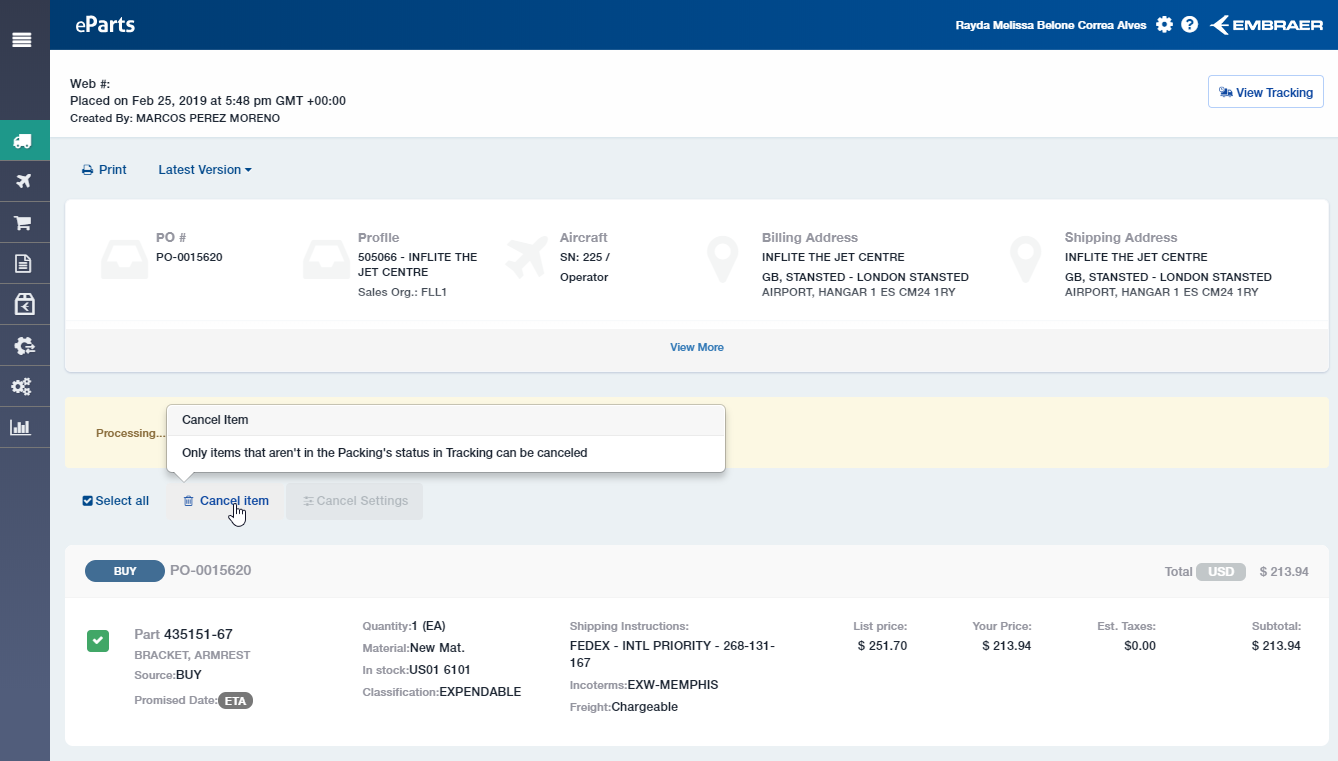 eParts
Rayda Melissa Belone Correa Alves
EMBRAER
Web #:
Placed on Feb 25, 2019 at 5:48 pm GMT +00:00
Created By: MARCOS PEREZ MORENO
View Tracking
Print
Latest Version
PO #
PO-0015620
Profile
505066 - INFLITE THE
JET CENTRE
Sales Org.: FLL1
Aircraft
SN: 225 /
Operator
Billing Address
INFLITE THE JET CENTRE
GB, STANSTED - LONDON STANSTED
AIRPORT, HANGAR 1 ES CM24 1RY
Shipping Address
INFLITE THE JET CENTRE
GB, STANSTED - LONDON STANSTED
AIRPORT, HANGAR 1 ES CM24 1RY
View More
Processing...
Cancel Item
Only items that aren't in the Packing's status in Tracking can be canceled
Select all
Cancel item
Cancel Settings
BUY
PO-0015620
Total USD $ 213.94
Part 435151-67
BRACKET, ARMREST
Source:BUY
Promised Date: ETA
Quantity:1 (EA)
Material:New Mat.
In stock:US01 6101
Classification:EXPENDABLE
Shipping Instructions:
FEDEX - INTL PRIORITY - 268-131-
167
Incoterms:EXW-MEMPHIS
Freight:Chargeable
List price:
$ 251.70
Your Price:
$ 213.94
Est. Taxes:
$0.00
Subtotal:
$ 213.94